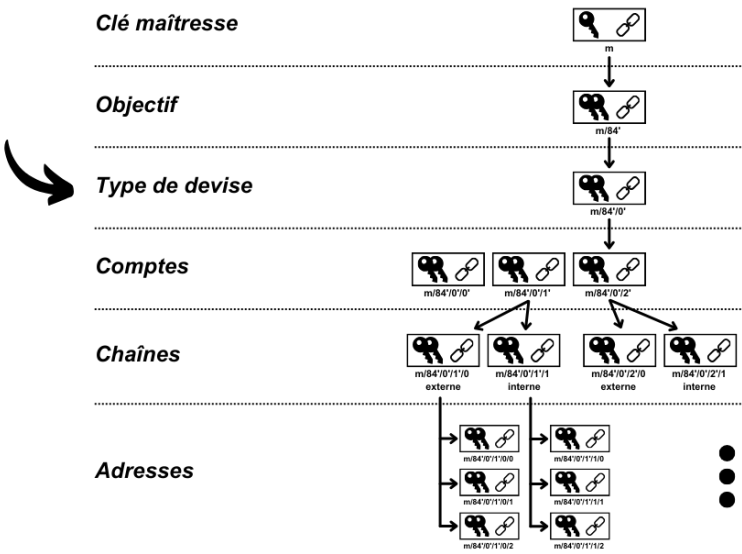 Clé maîtresse
m
Objectif
m/84'
Type de devise
m/84'/0'
Comptes
m/84'/0'/0' m/84'/0'/1' m/84'/0'/2'
Chaînes
m/84'/0'/1'/0 m/84'/0'/1'/1 m/84'/0'/2'/0 m/84'/0'/2'/1
externe interne externe interne
m/84'/0'/1'/0/0 m/84'/0'/1'/1/0
Adresses
m/84'/0'/1'/0/1 m/84'/0'/1'/1/1
m/84'/0'/1'/0/2 m/84'/0'/1'/1/2